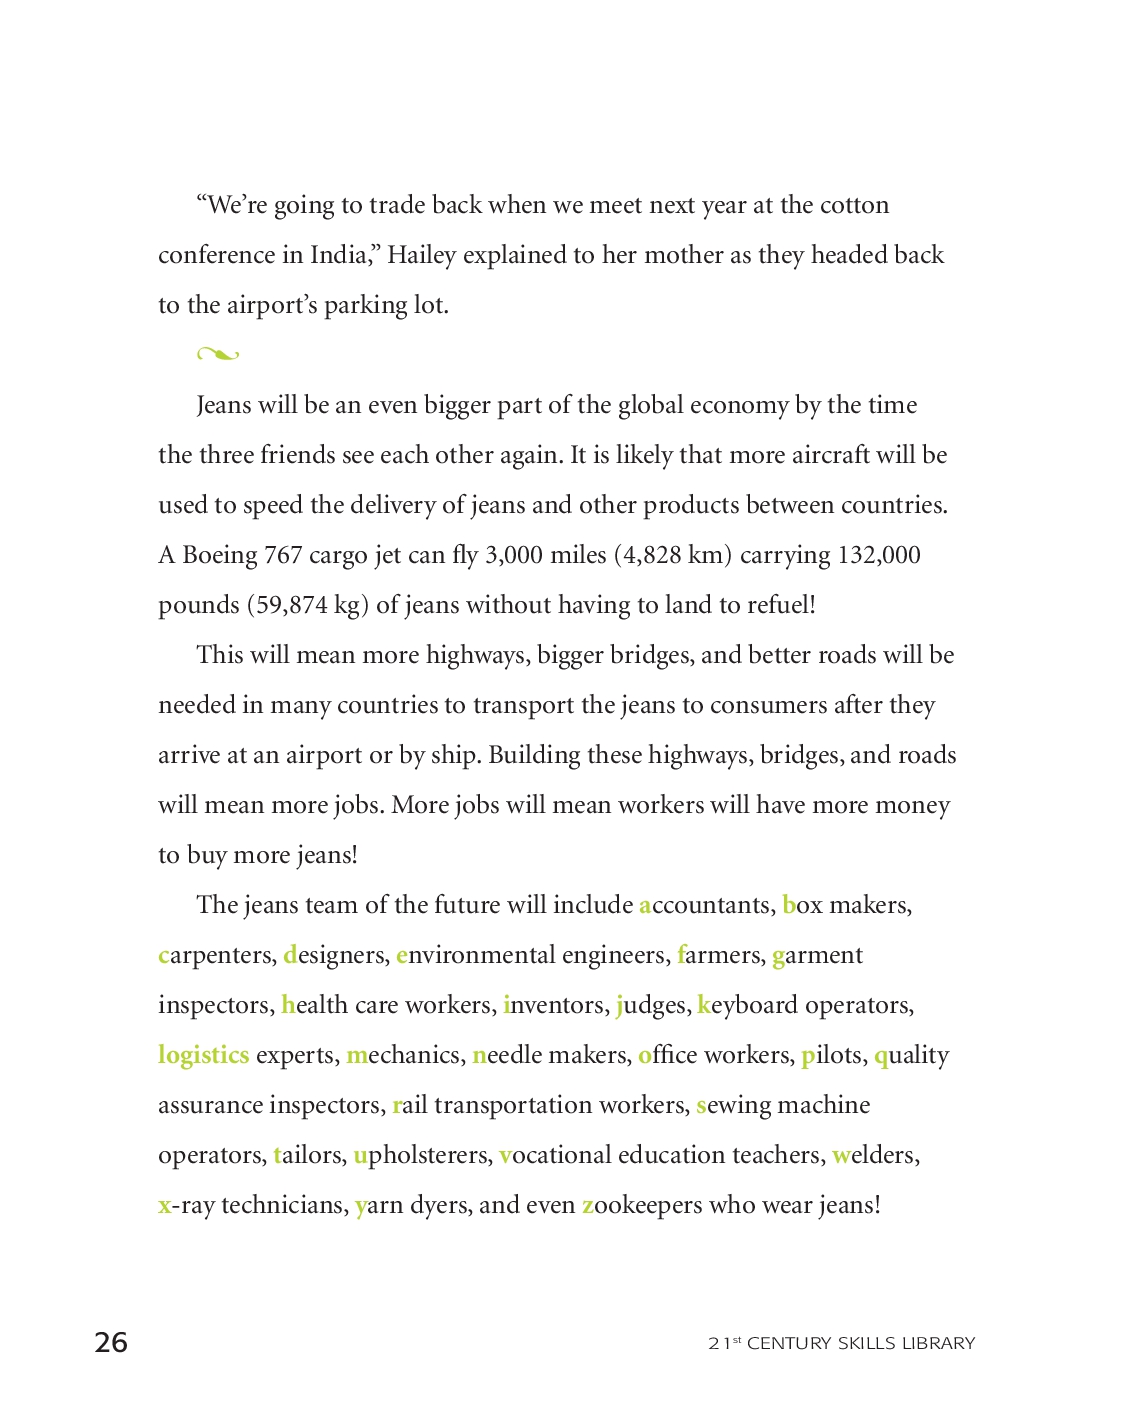 “We’re going to trade back when we meet next year at the cotton
conference in India,” Hailey explained to her mother as they headed back
to the airport’s parking lot.
Jeans will be an even bigger part of the global economy by the time
the three friends see each other again. It is likely that more aircraft will be
used to speed the delivery of jeans and other products between countries.
A Boeing 767 cargo jet can fly 3,000 miles (4,828 km) carrying 132,000
pounds (59,874 kg) of jeans without having to land to refuel!
This will mean more highways, bigger bridges, and better roads will be
needed in many countries to transport the jeans to consumers after they
arrive at an airport or by ship. Building these highways, bridges, and roads
will mean more jobs. More jobs will mean workers will have more money
to buy more jeans!
The jeans team of the future will include accountants, box makers,
carpenters, designers, environmental engineers, farmers, garment
inspectors, health care workers, inventors, judges, keyboard operators,
logistics experts, mechanics, needle makers, office workers, pilots, quality
assurance inspectors, rail transportation workers, sewing machine
operators, tailors, upholsterers, vocational education teachers, welders,
x-ray technicians, yarn dyers, and even zookeepers who wear jeans!
26
21st CENTURY SKILLS LIBRARY